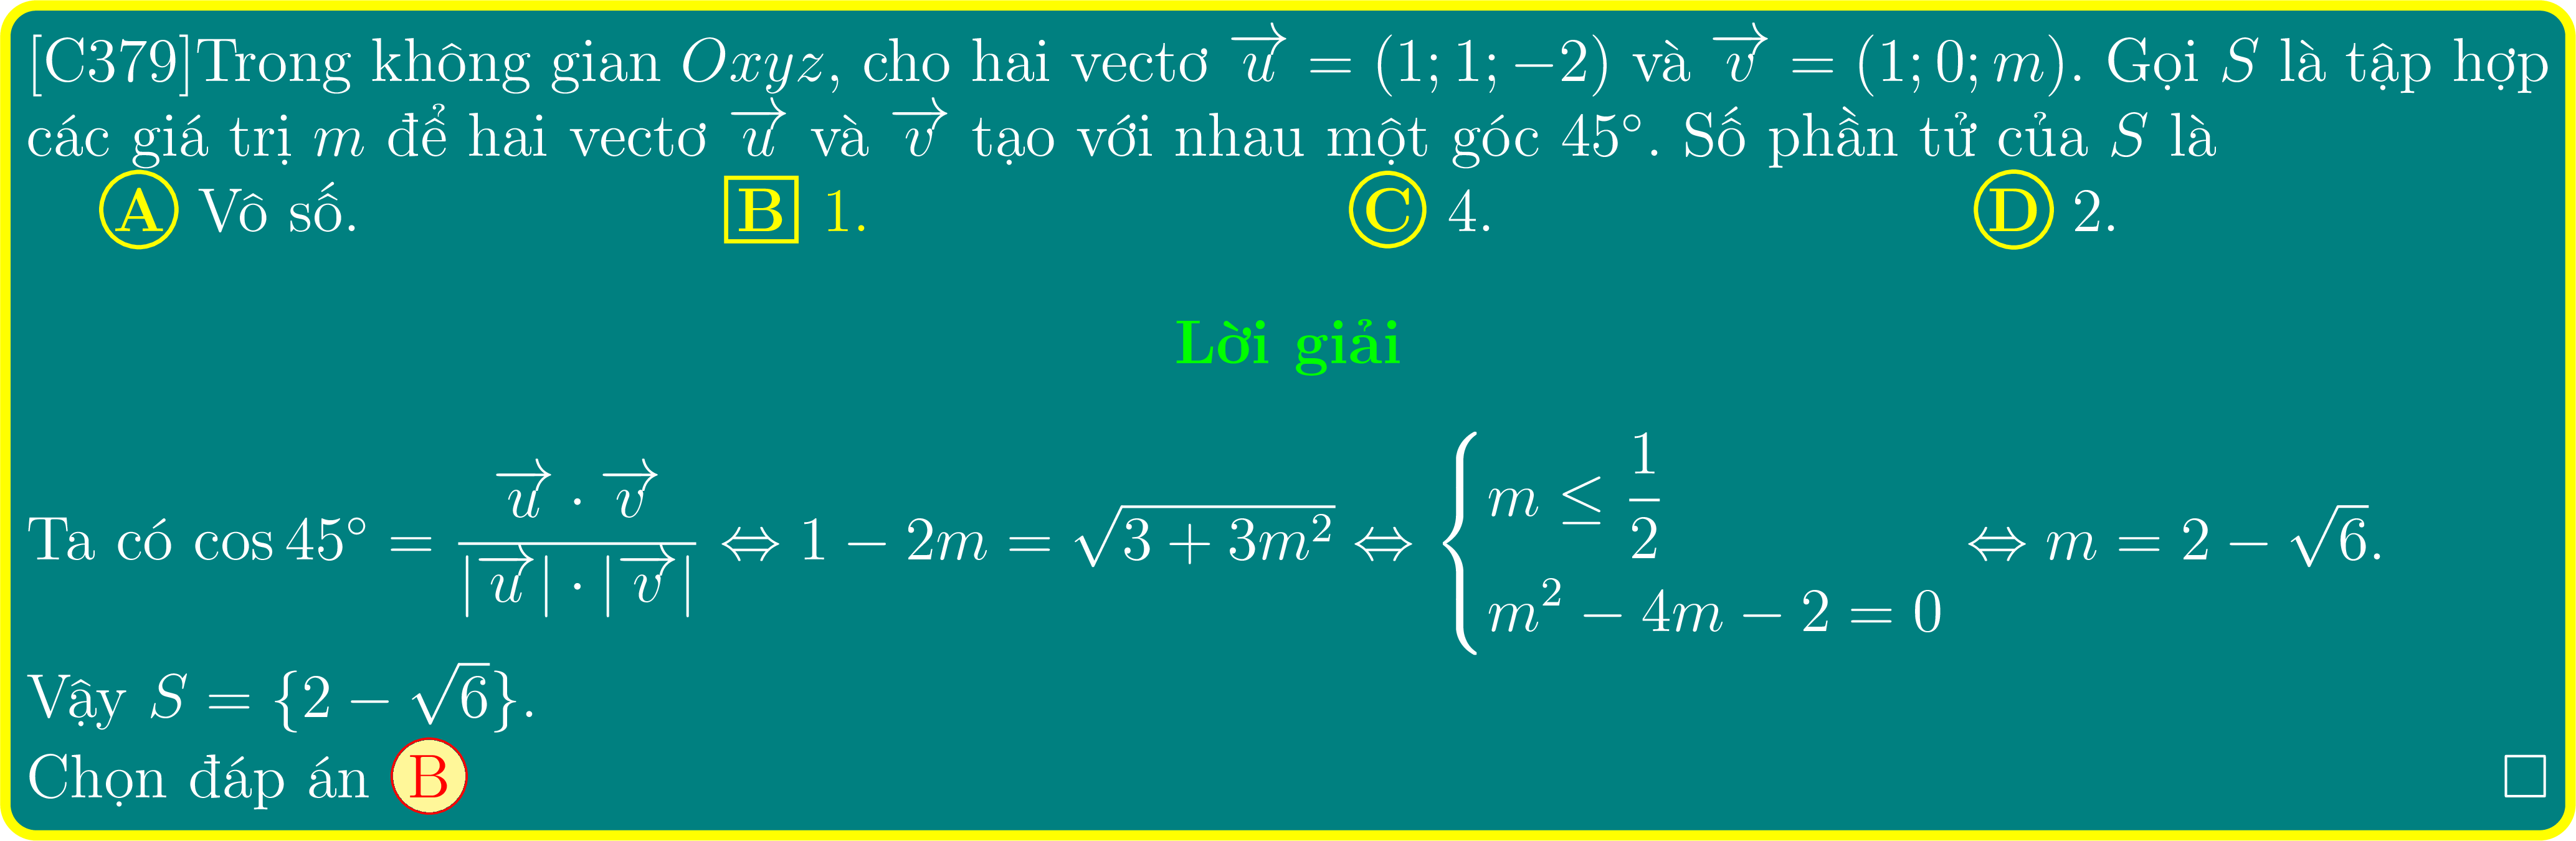 [C379]Trong không gian Oxyz, cho hai vectơ $\overrightarrow{u} = (1; 1; -2)$ và $\overrightarrow{v} = (1; 0; m)$. Gọi S là tập hợp
các giá trị m để hai vectơ $\overrightarrow{u}$ và $\overrightarrow{v}$ tạo với nhau một góc 45°. Số phần tử của S là
A Vô số. B 1. C 4. D 2.
Lời giải
Ta có $\cos 45^\circ = \dfrac{\overrightarrow{u} \cdot \overrightarrow{v}}{|\overrightarrow{u}| \cdot |\overrightarrow{v}|} \Leftrightarrow 1 - 2m = \sqrt{3 + 3m^2} \Leftrightarrow \begin{cases} m \leq \dfrac{1}{2} \\ m^2 - 4m - 2 = 0 \end{cases} \Leftrightarrow m = 2 - \sqrt{6}.$
Vậy $S = \{2 - \sqrt{6}\}$.
Chọn đáp án B □